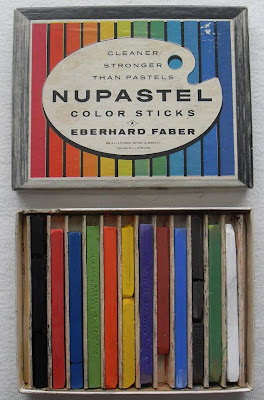 CLEANER
STRONGER
THAN PASTELS
NUPASTEL
COLOR STICKS
EBERHARD FABER